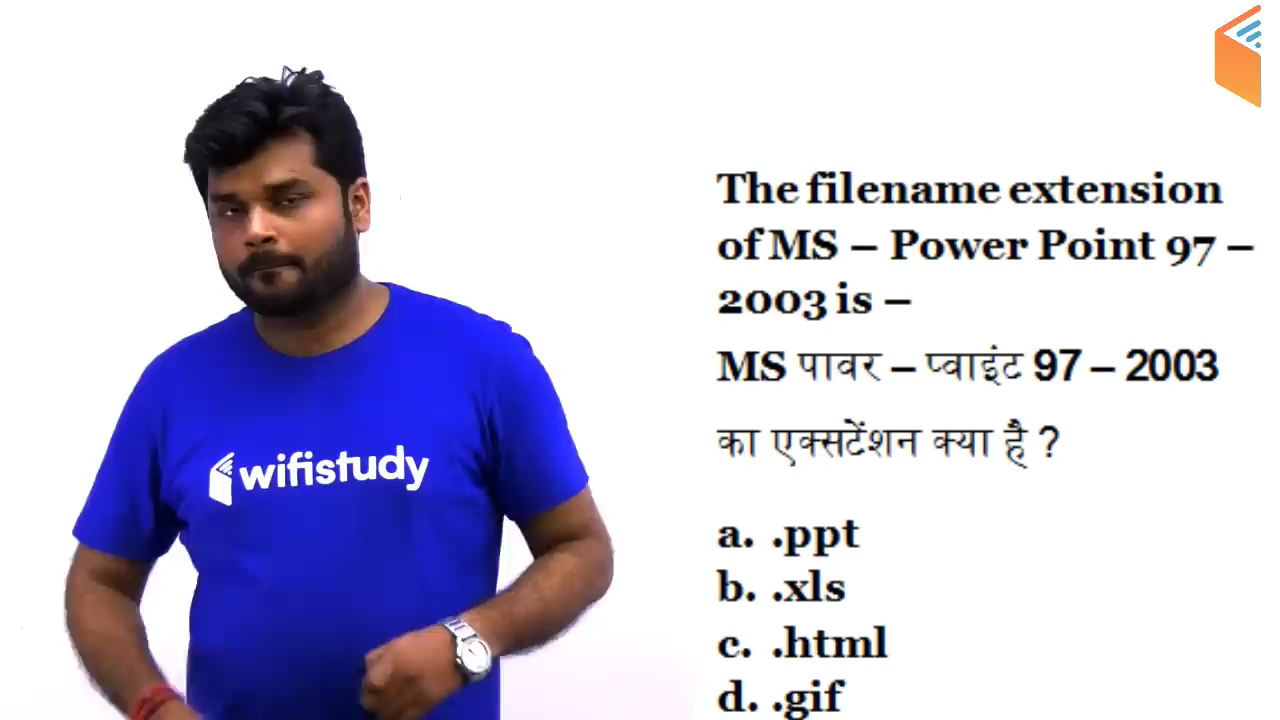 wifistudy
The filename extension
of MS – Power Point 97 –
2003 is –
MS पावर – प्वाइंट 97 – 2003
का एक्सटेंशन क्या है ?
a. .ppt
b. .xls
c. .html
d. .gif